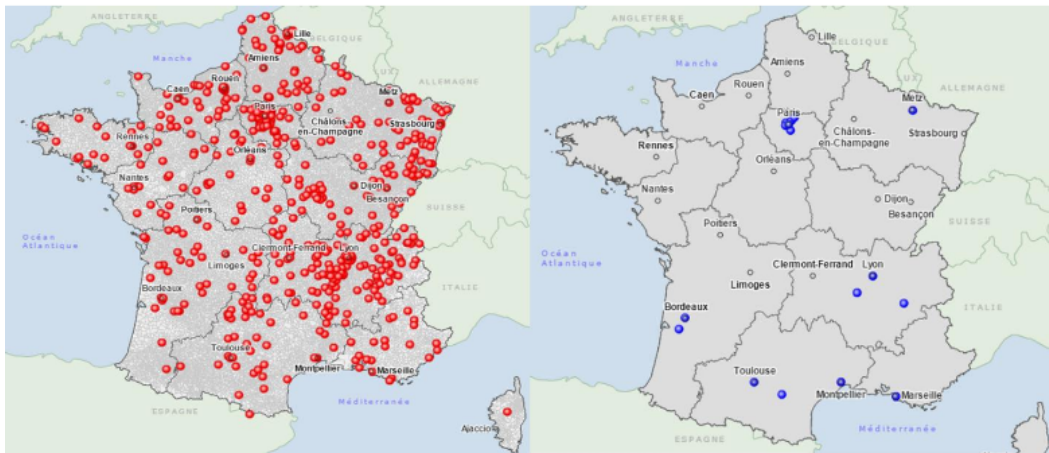 ANGLETERRE
BELGIQUE
Lille
Manche
Amiens
LUX
ALLEMAGNE
Rouen
Caen
Metz
Paris
Châlons-
en-Champagne
Strasbourg
Rennes
Orléans
Nantes
Dijon
Besançon
Poitiers
SUISSE
Océan
Atlantique
Clermont-Ferrand
Lyon
Limoges
ITALIE
Bordeaux
Toulouse
Montpellier
Marseille
Méditerranée
ESPAGNE
Ajaccio
ANGLETERRE
Lille
BELGIQUE
Manche
Amiens
LUX
ALLEMAGNE
Rouen
Caen
Metz
Paris
Châlons-
en-Champagne
Strasbourg
Rennes
Orléans
Nantes
Dijon
Besançon
Poitiers
SUISSE
Océan
Atlantique
Clermont-Ferrand
Lyon
Limoges
ITALIE
Bordeaux
Toulouse
Montpellier
Marseille
Méditerranée
ESPAGNE